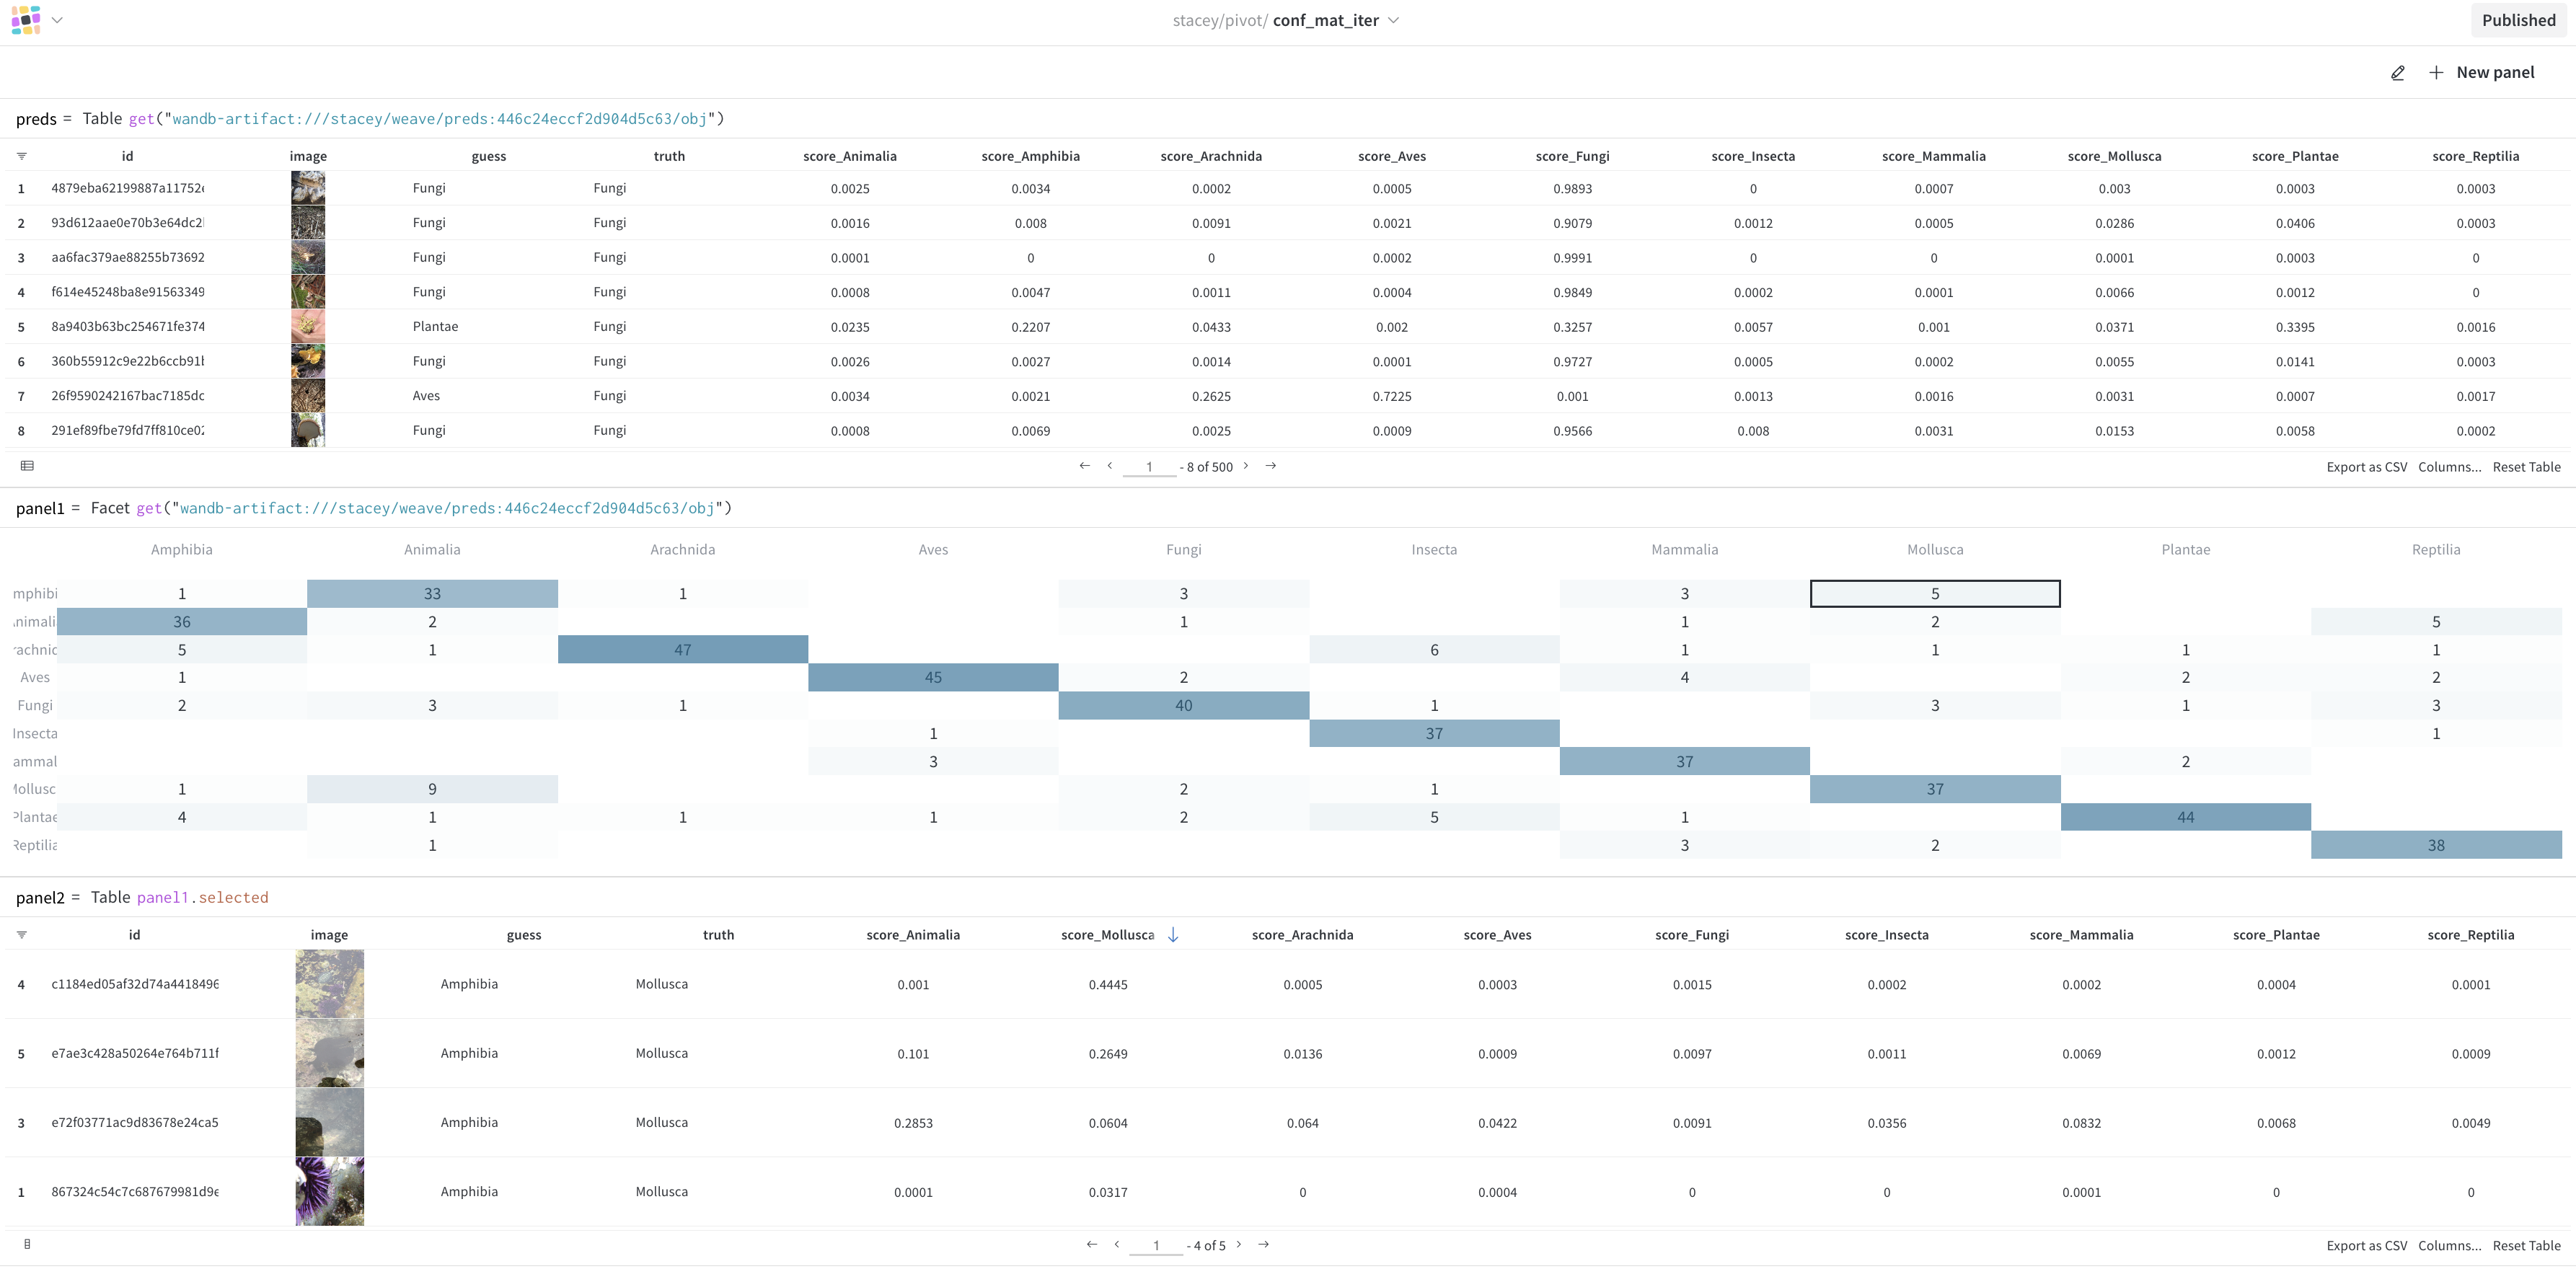 stacey/pivot/ conf_mat_iter
Published
New panel
preds = Table get("wandb-artifact:///stacey/weave/preds:446c24eccf2d904d5c63/obj")
id image guess truth score_Animalia score_Amphibia score_Arachnida score_Aves score_Fungi score_Insecta score_Mammalia score_Mollusca score_Plantae score_Reptilia
1 4879eba62199887a11752 Fungi Fungi 0.0025 0.0034 0.0002 0.0005 0.9893 0 0.0007 0.003 0.0003 0.0003
2 93d612aae0e70b3e64dc2 Fungi Fungi 0.0016 0.008 0.0091 0.0021 0.9079 0.0012 0.0005 0.0286 0.0406 0.0003
3 aa6fac379ae88255b73692 Fungi Fungi 0.0001 0 0 0.0002 0.9991 0 0 0.0001 0.0003 0
4 f614e45248ba8e91563349 Fungi Fungi 0.0008 0.0047 0.0011 0.0004 0.9849 0.0002 0.0001 0.0066 0.0012 0
5 8a9403b63bc254671fe374 Plantae Fungi 0.0235 0.2207 0.0433 0.002 0.3257 0.0057 0.001 0.0371 0.3395 0.0016
6 360b55912c9e22b6ccb91 Fungi Fungi 0.0026 0.0027 0.0014 0.0001 0.9727 0.0005 0.0002 0.0055 0.0141 0.0003
7 26f9590242167bac7185dc Aves Fungi 0.0034 0.0021 0.2625 0.7225 0.001 0.0013 0.0016 0.0031 0.0007 0.0017
8 291ef89fbe79fd7ff810ce0 Fungi Fungi 0.0008 0.0069 0.0025 0.0009 0.9566 0.008 0.0031 0.0153 0.0058 0.0002
1 - 8 of 500 Export as CSV Columns... Reset Table
panel1 = Facet get("wandb-artifact:///stacey/weave/preds:446c24eccf2d904d5c63/obj")
Amphibia Animalia Arachnida Aves Fungi Insecta Mammalia Mollusca Plantae Reptilia
mphibi 1 33 1 3 3 5
nimali 36 2 1 1 2 5
rachnic 5 1 47 6 1 1 1 1
Aves 1 45 2 4 2 2
Fungi 2 3 1 40 1 3 1 3
Insecta 1 37 1
ammal 3 37 2
Mollusc 1 9 2 1 37
Plantae 4 1 1 1 2 5 1 44
Reptilia 1 3 2 38
panel2 = Table panel1.selected
id image guess truth score_Animalia score_Mollusca score_Arachnida score_Aves score_Fungi score_Insecta score_Mammalia score_Plantae score_Reptilia
4 c1184ed05af32d74a441849 Amphibia Mollusca 0.001 0.4445 0.0005 0.0003 0.0015 0.0002 0.0002 0.0004 0.0001
5 e7ae3c428a50264e764b711f Amphibia Mollusca 0.101 0.2649 0.0136 0.0009 0.0097 0.0011 0.0069 0.0012 0.0009
3 e72f03771ac9d83678e24ca5 Amphibia Mollusca 0.2853 0.0604 0.064 0.0422 0.0091 0.0356 0.0832 0.0068 0.0049
1 867324c54c7c687679981d9e Amphibia Mollusca 0.0001 0.0317 0 0.0004 0 0 0.0001 0 0
1 - 4 of 5 Export as CSV Columns... Reset Table